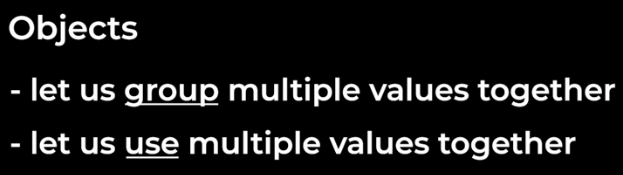 Objects
- let us group multiple values together
- let us use multiple values together